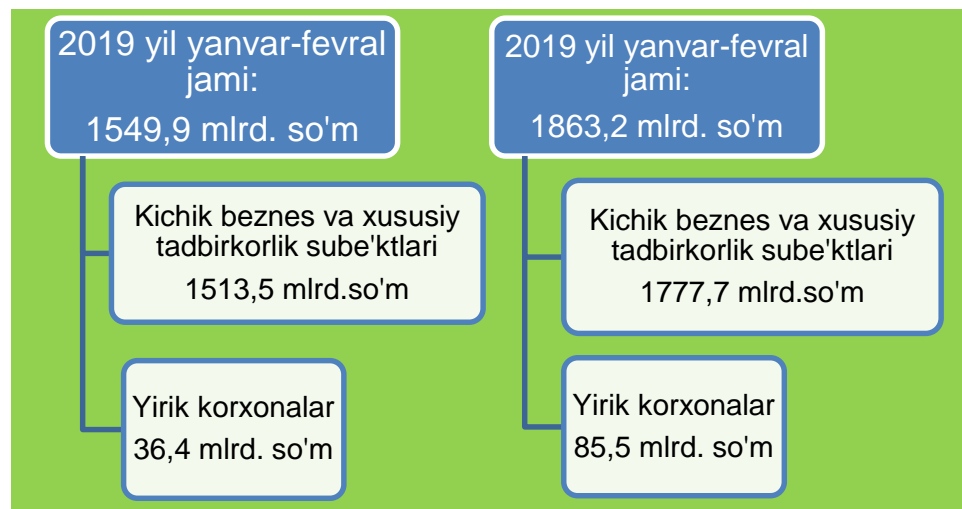 2019 yil yanvar-fevral
jami:
1549,9 mlrd. so'm
Kichik beznes va xususiy
tadbirkorlik sube'ktlari
1513,5 mlrd.so'm
Yirik korxonalar
36,4 mlrd. so'm
2019 yil yanvar-fevral
jami:
1863,2 mlrd. so'm
Kichik beznes va xususiy
tadbirkorlik sube'ktlari
1777,7 mlrd.so'm
Yirik korxonalar
85,5 mlrd. so'm